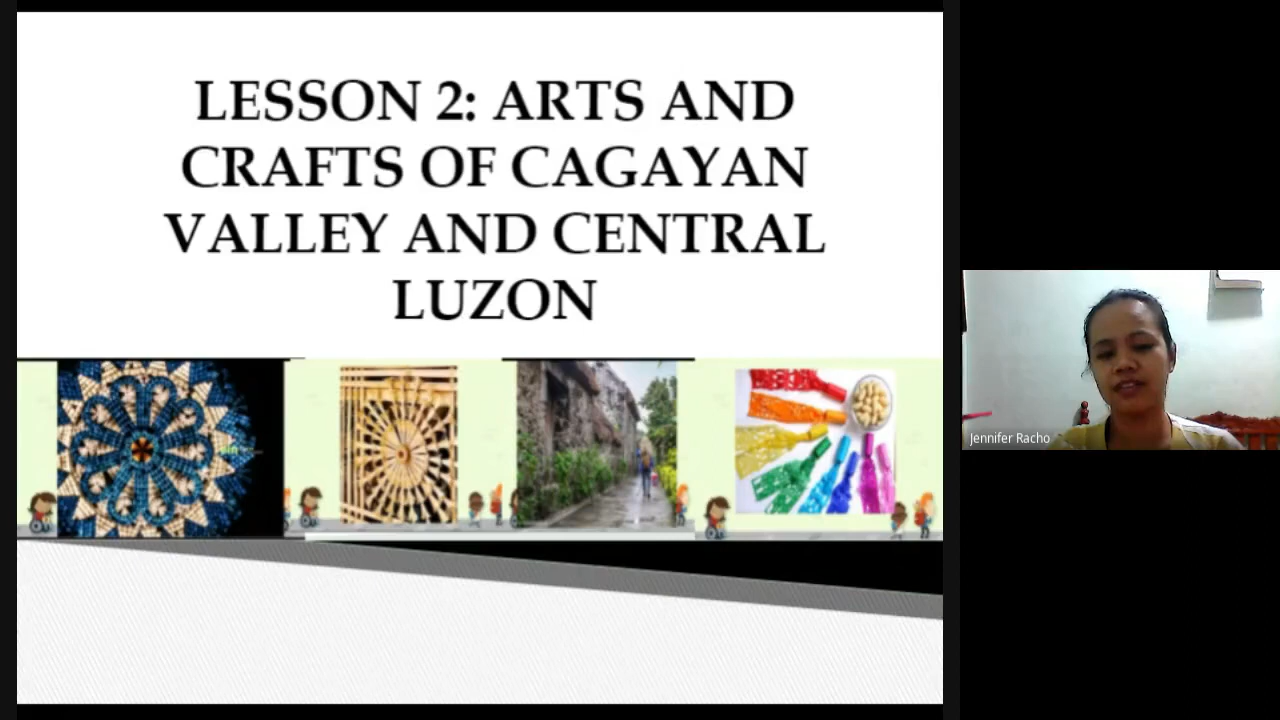 LESSON 2: ARTS AND
CRAFTS OF CAGAYAN
VALLEY AND CENTRAL
LUZON
Jennifer Racho